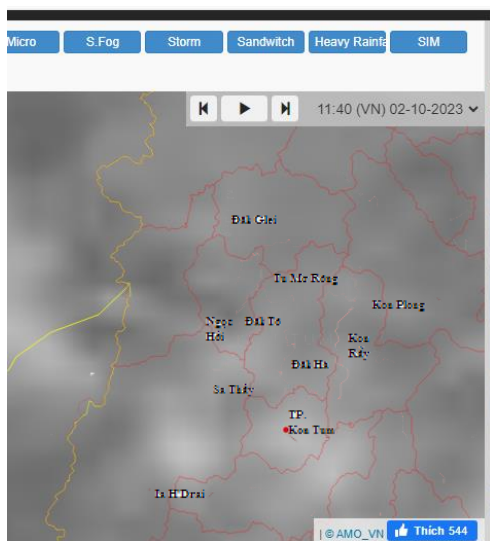 Micro S.Fog Storm Sandwitch Heavy Rainfa SIM
11:40 (VN) 02-10-2023
Đăk Glei
Tu Mơ Rông
Kon Plong
Ngọc Hồi
Đăk Tô
Kon Rẫy
Đăk Hà
Sa Thầy
TP.
Kon Tum
Ia H'Drai
| © AMO_VN Thích 544